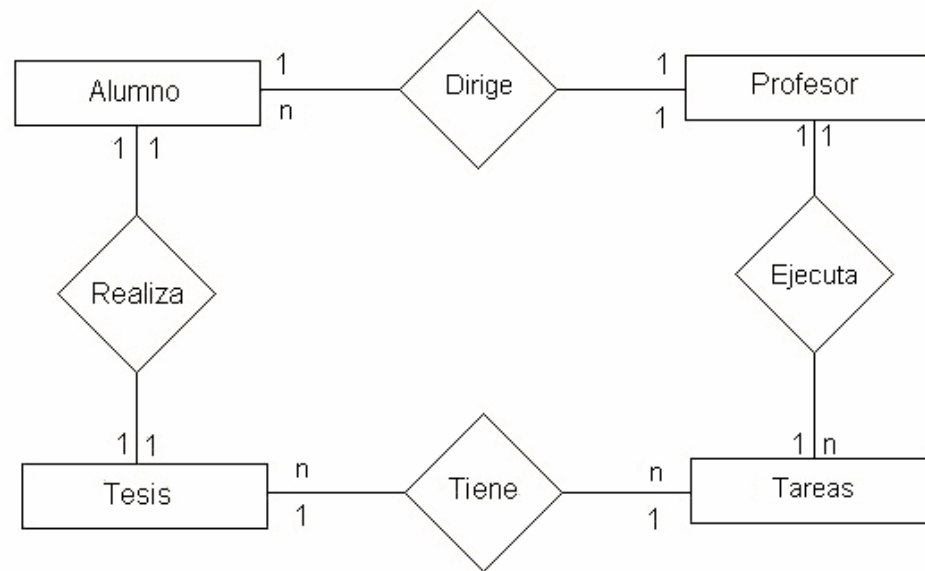 1
1
Alumno
Dirige
Profesor
n
1
1 1
1 1
Realiza
Ejecuta
1 1
1 n
n
n
Tesis
Tiene
Tareas
1
1